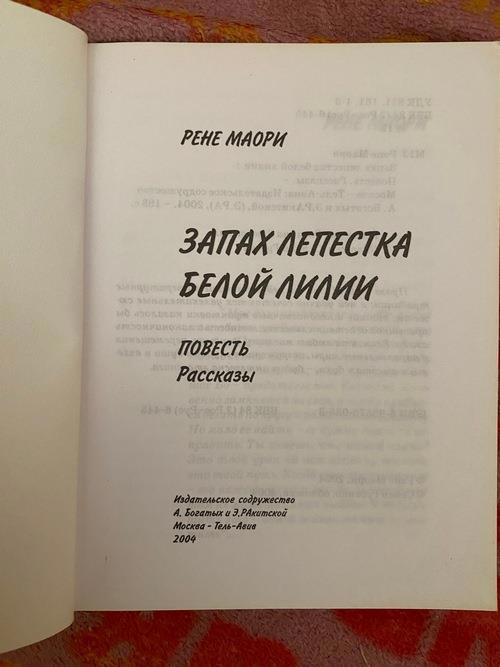 РЕНЕ МАОРИ
ЗАПАХ ЛЕПЕСТКА
БЕЛОЙ ЛИЛИИ
ПОВЕСТЬ
Рассказы
Издательское содружество
А. Богатых и Э.РАкитской
Москва - Тель-Авив
2004